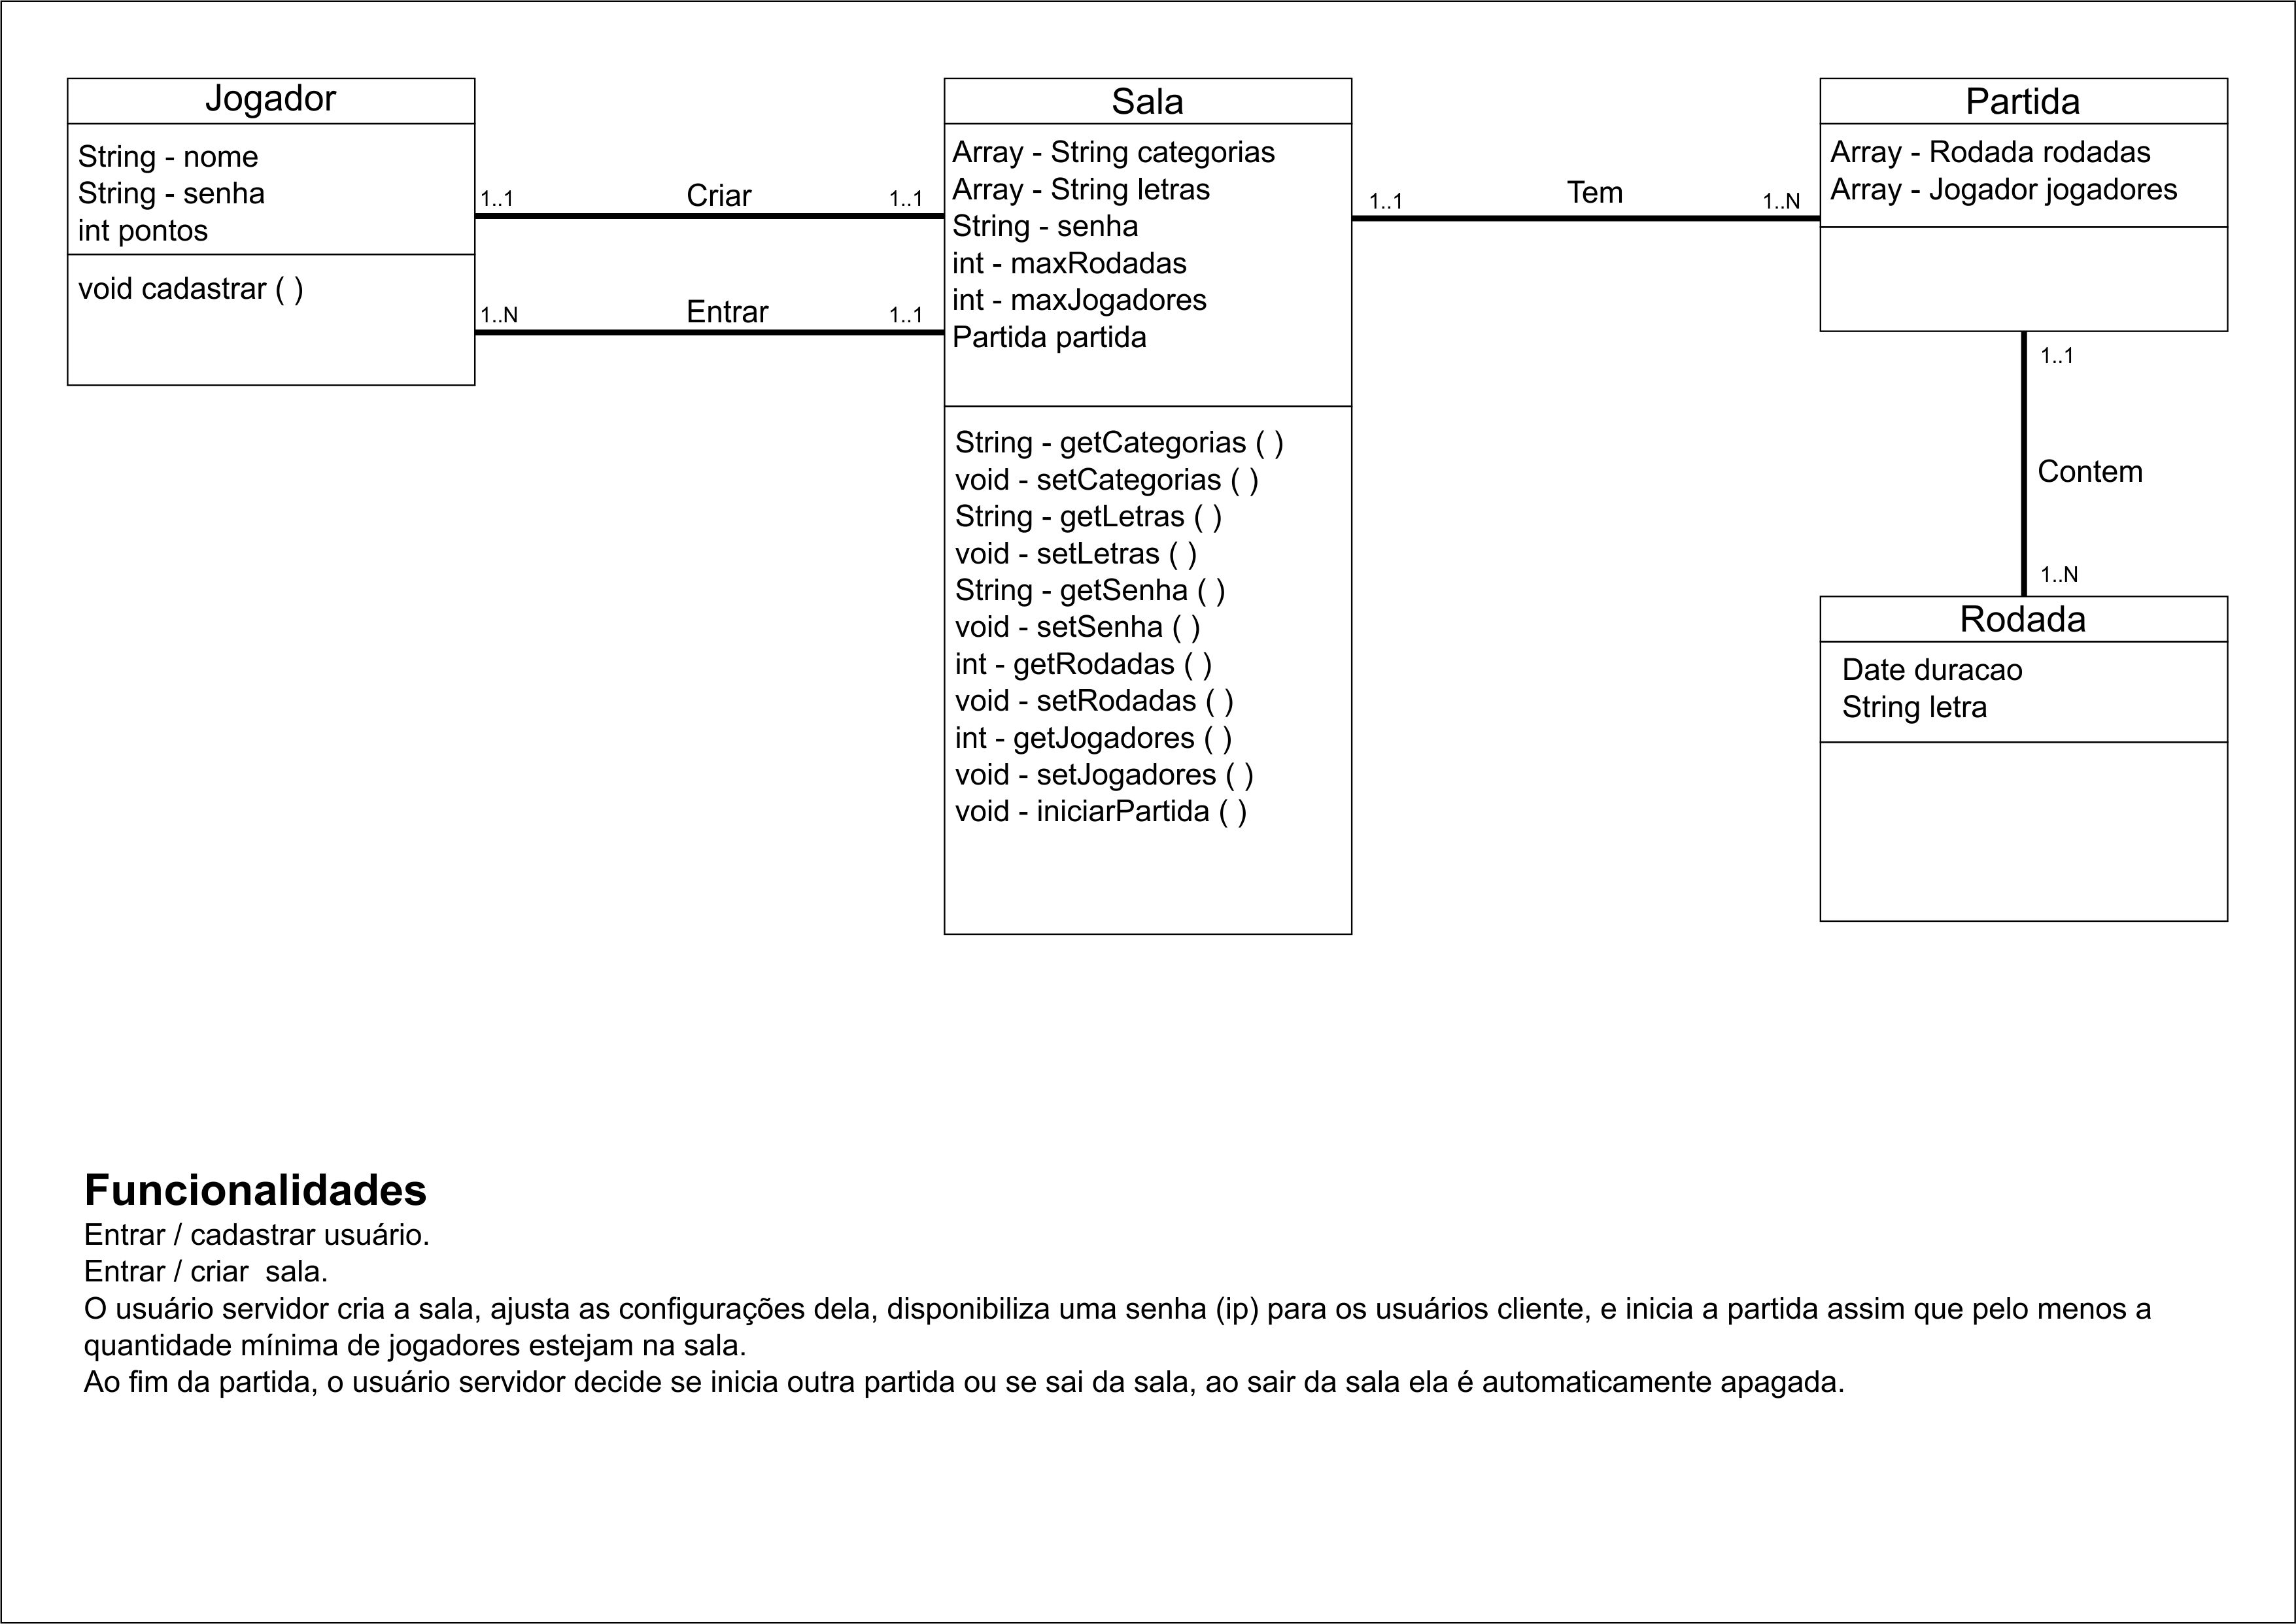 Jogador
String - nome
String - senha
int pontos
void cadastrar ( )
1..1
Criar
1..1
1..N
Entrar
1..1
Sala
Array - String categorias
Array - String letras
String - senha
int - maxRodadas
int - maxJogadores
Partida partida
String - getCategorias ( )
void - setCategorias ( )
String - getLetras ( )
void - setLetras ( )
String - getSenha ( )
void - setSenha ( )
int - getRodadas ( )
void - setRodadas ( )
int - getJogadores ( )
void - setJogadores ( )
void - iniciarPartida ( )
1..1
Tem
1..N
Partida
Array - Rodada rodadas
Array - Jogador jogadores
1..1
Contem
1..N
Rodada
Date duracao
String letra
Funcionalidades
Entrar / cadastrar usuário.
Entrar / criar  sala.
O usuário servidor cria a sala, ajusta as configurações dela, disponibiliza uma senha (ip) para os usuários cliente, e inicia a partida assim que pelo menos a
quantidade mínima de jogadores estejam na sala.
Ao fim da partida, o usuário servidor decide se inicia outra partida ou se sai da sala, ao sair da sala ela é automaticamente apagada.